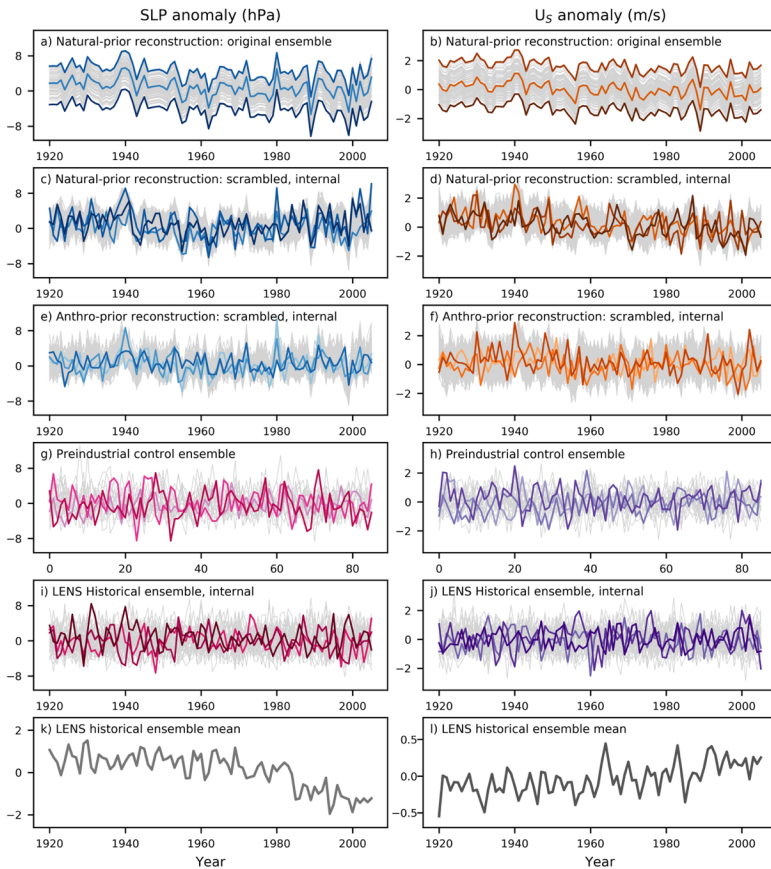 SLP anomaly (hPa)
U_S anomaly (m/s)
a) Natural-prior reconstruction: original ensemble
8
0
−8
1920 1940 1960 1980 2000
b) Natural-prior reconstruction: original ensemble
2
0
−2
1920 1940 1960 1980 2000
c) Natural-prior reconstruction: scrambled, internal
8
0
−8
1920 1940 1960 1980 2000
d) Natural-prior reconstruction: scrambled, internal
2
0
−2
1920 1940 1960 1980 2000
e) Anthro-prior reconstruction: scrambled, internal
8
0
−8
1920 1940 1960 1980 2000
f) Anthro-prior reconstruction: scrambled, internal
2
0
−2
1920 1940 1960 1980 2000
g) Preindustrial control ensemble
8
0
−8
0 20 40 60 80
h) Preindustrial control ensemble
2
0
−2
0 20 40 60 80
i) LENS Historical ensemble, internal
8
0
−8
1920 1940 1960 1980 2000
j) LENS Historical ensemble, internal
2
0
−2
1920 1940 1960 1980 2000
k) LENS historical ensemble mean
2
0
−2
1920 1940 1960 1980 2000
Year
l) LENS historical ensemble mean
0.5
0.0
−0.5
1920 1940 1960 1980 2000
Year